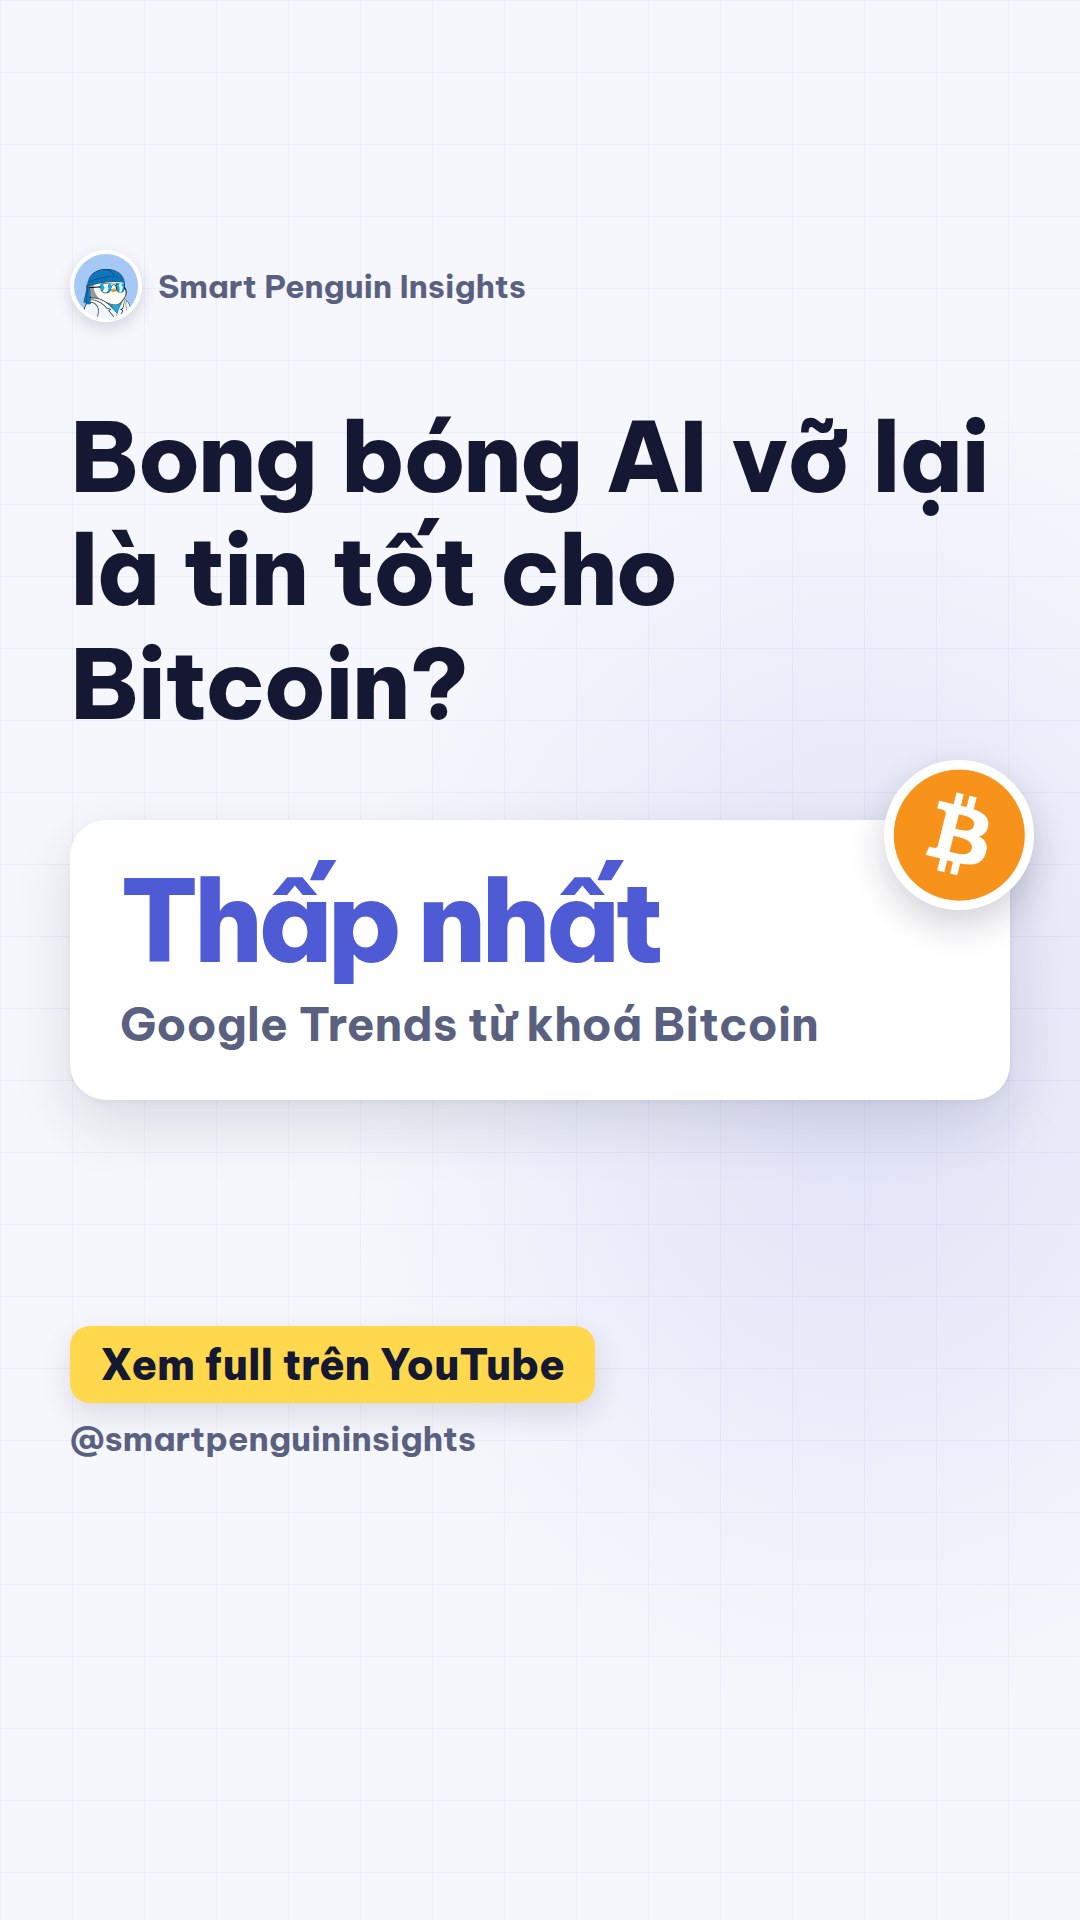 Smart Penguin Insights
Bong bóng AI vỡ lại
là tin tốt cho
Bitcoin?
Thấp nhất
Google Trends từ khoá Bitcoin
Xem full trên YouTube
@smartpenguininsights